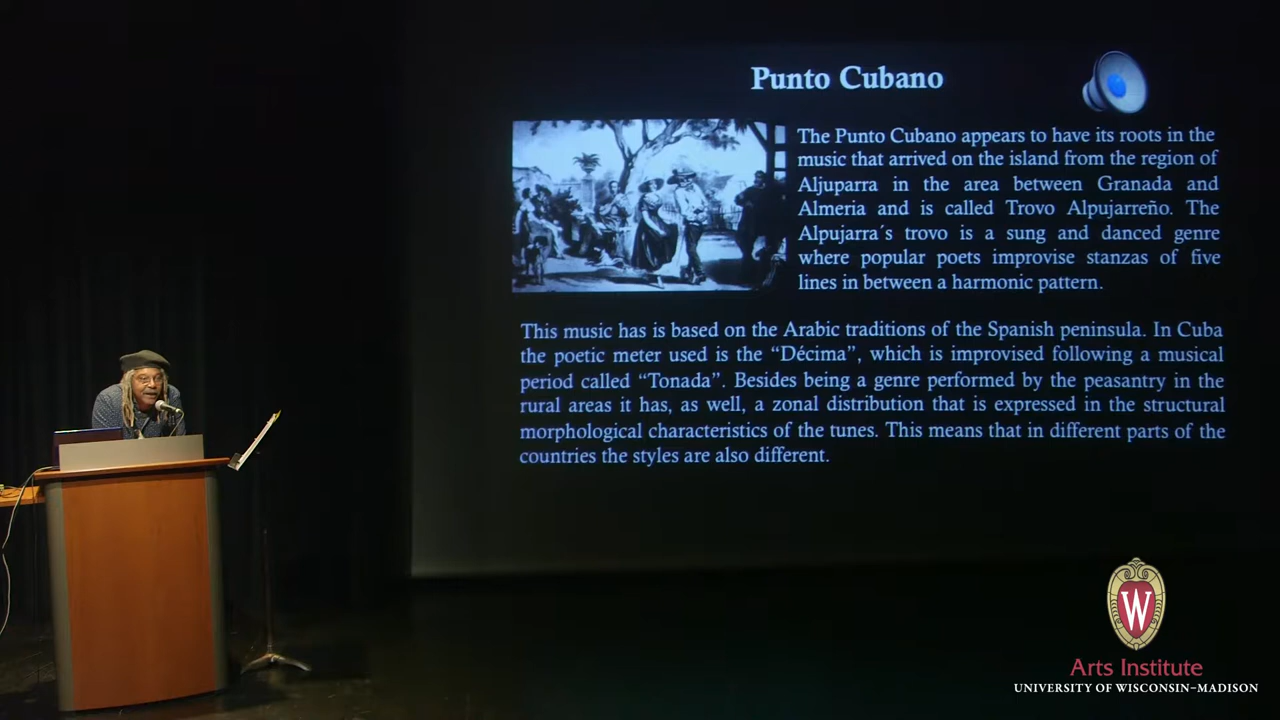 Punto Cubano
The Punto Cubano appears to have its roots in the
music that arrived on the island from the region of
Aljuparra in the area between Granada and
Almeria and is called Trovo Alpujarreño. The
Alpujarra´s trovo is a sung and danced genre
where popular poets improvise stanzas of five
lines in between a harmonic pattern.
This music has is based on the Arabic traditions of the Spanish peninsula. In Cuba
the poetic meter used is the “Décima”, which is improvised following a musical
period called “Tonada”. Besides being a genre performed by the peasantry in the
rural areas it has, as well, a zonal distribution that is expressed in the structural
morphological characteristics of the tunes. This means that in different parts of the
countries the styles are also different.
W
Arts Institute
UNIVERSITY OF WISCONSIN–MADISON